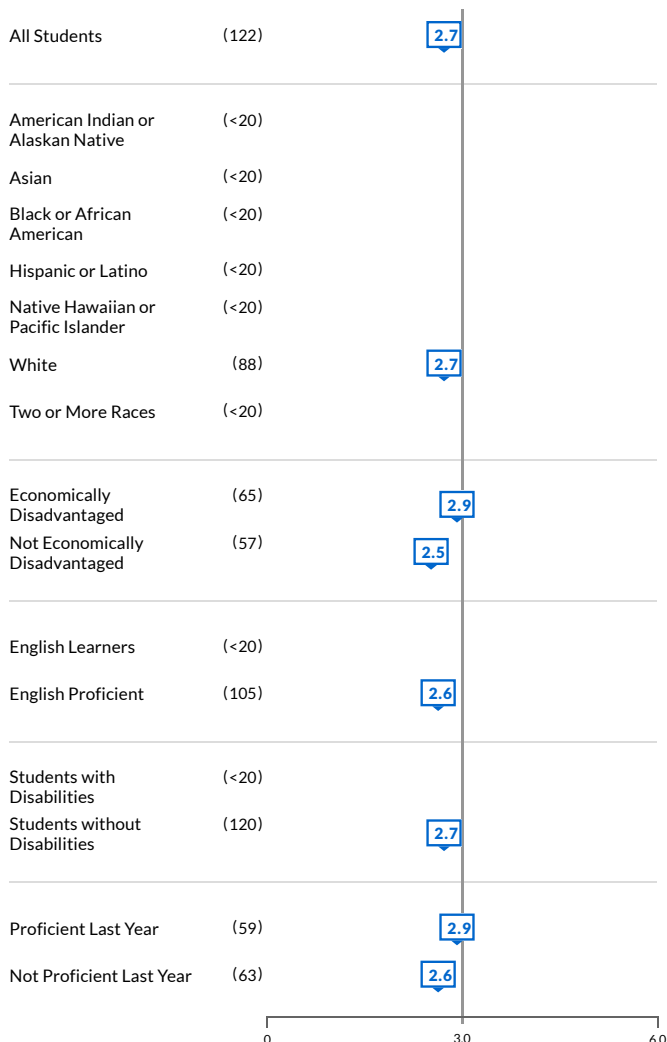 All Students (122) 2.7
American Indian or (<20)
Alaskan Native
Asian (<20)
Black or African (<20)
American
Hispanic or Latino (<20)
Native Hawaiian or (<20)
Pacific Islander
White (88) 2.7
Two or More Races (<20)
Economically (65) 2.9
Disadvantaged
Not Economically (57) 2.5
Disadvantaged
English Learners (<20)
English Proficient (105) 2.6
Students with (<20)
Disabilities
Students without (120) 2.7
Disabilities
Proficient Last Year (59) 2.9
Not Proficient Last Year (63) 2.6
0 3.0 6.0